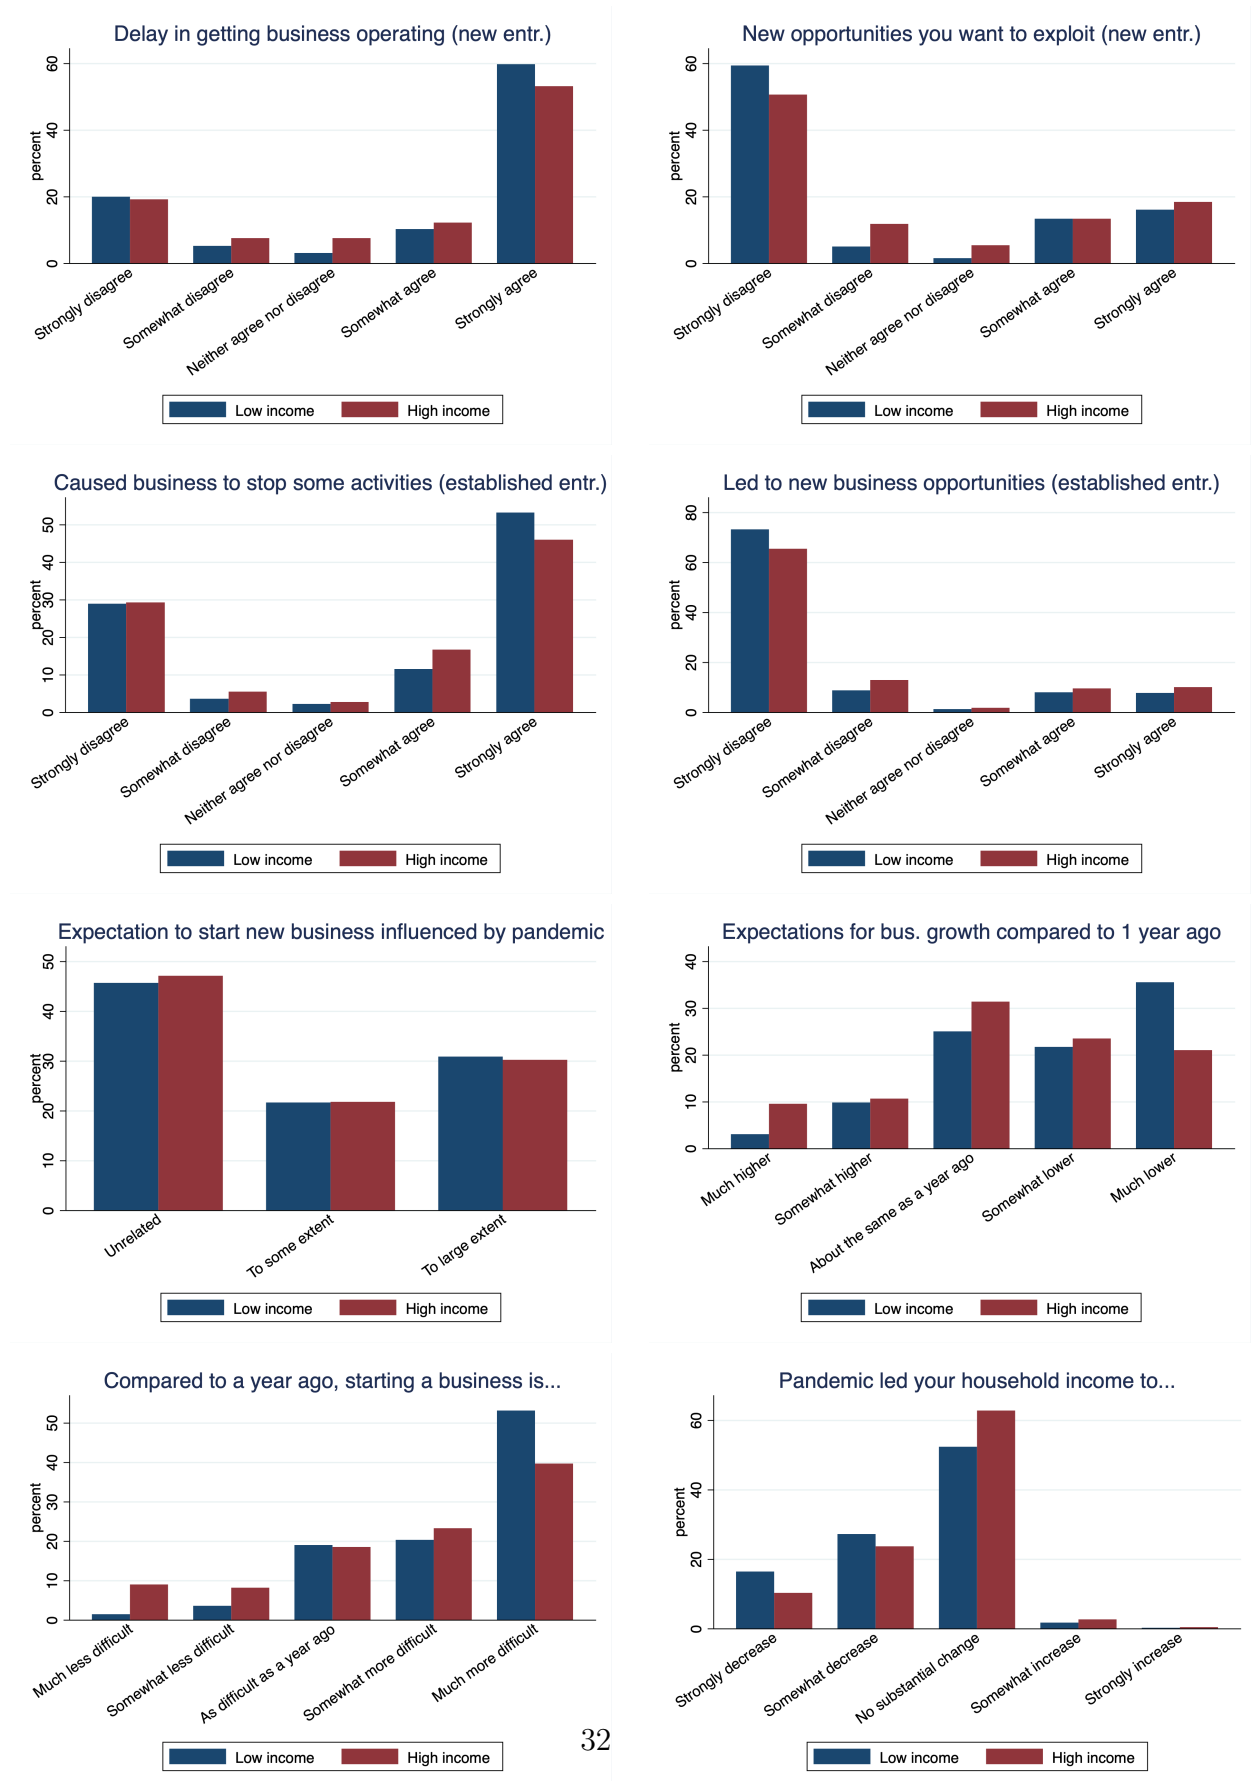 Delay in getting business operating (new entr.)
percent
0 20 40 60
Strongly disagree
Somewhat disagree
Neither agree nor disagree
Somewhat agree
Strongly agree
Low income High income
New opportunities you want to exploit (new entr.)
percent
0 20 40 60
Strongly disagree
Somewhat disagree
Neither agree nor disagree
Somewhat agree
Strongly agree
Low income High income
Caused business to stop some activities (established entr.)
percent
0 10 20 30 40 50
Strongly disagree
Somewhat disagree
Neither agree nor disagree
Somewhat agree
Strongly agree
Low income High income
Led to new business opportunities (established entr.)
percent
0 20 40 60 80
Strongly disagree
Somewhat disagree
Neither agree nor disagree
Somewhat agree
Strongly agree
Low income High income
Expectation to start new business influenced by pandemic
percent
0 10 20 30 40 50
Unrelated
To some extent
To large extent
Low income High income
Expectations for bus. growth compared to 1 year ago
percent
0 10 20 30 40
Much higher
Somewhat higher
About the same as a year ago
Somewhat lower
Much lower
Low income High income
Compared to a year ago, starting a business is...
percent
0 10 20 30 40 50
Much less difficult
Somewhat less difficult
As difficult as a year ago
Somewhat more difficult
Much more difficult
Low income High income
Pandemic led your household income to...
percent
0 20 40 60
Strongly decrease
Somewhat decrease
No substantial change
Somewhat increase
Strongly increase
Low income High income
32